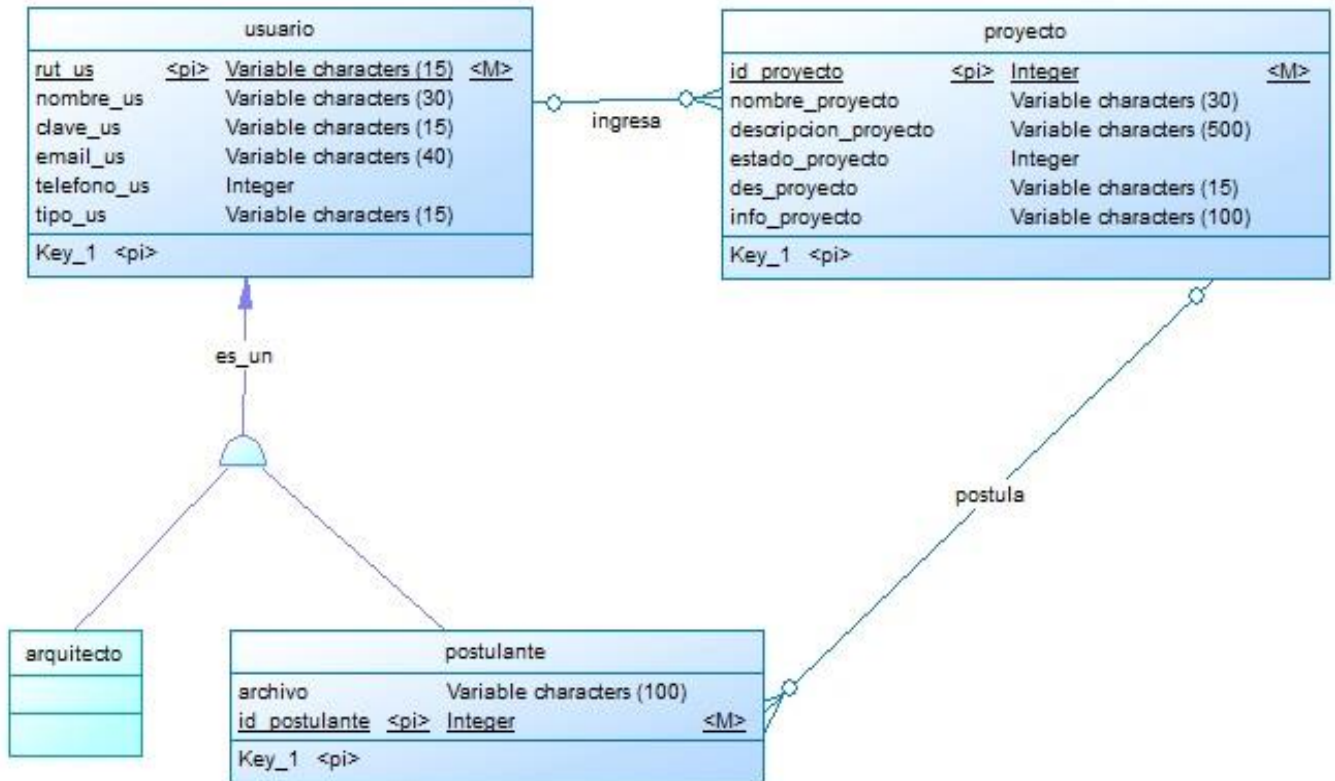 usuario
rut_us <pi> Variable characters (15) <M>
nombre_us Variable characters (30)
clave_us Variable characters (15)
email_us Variable characters (40)
telefono_us Integer
tipo_us Variable characters (15)
Key_1 <pi>
proyecto
id_proyecto <pi> Integer <M>
nombre_proyecto Variable characters (30)
descripcion_proyecto Variable characters (500)
estado_proyecto Integer
des_proyecto Variable characters (15)
info_proyecto Variable characters (100)
Key_1 <pi>
ingresa
es_un
postula
arquitecto
postulante
archivo Variable characters (100)
id_postulante <pi> Integer <M>
Key_1 <pi>